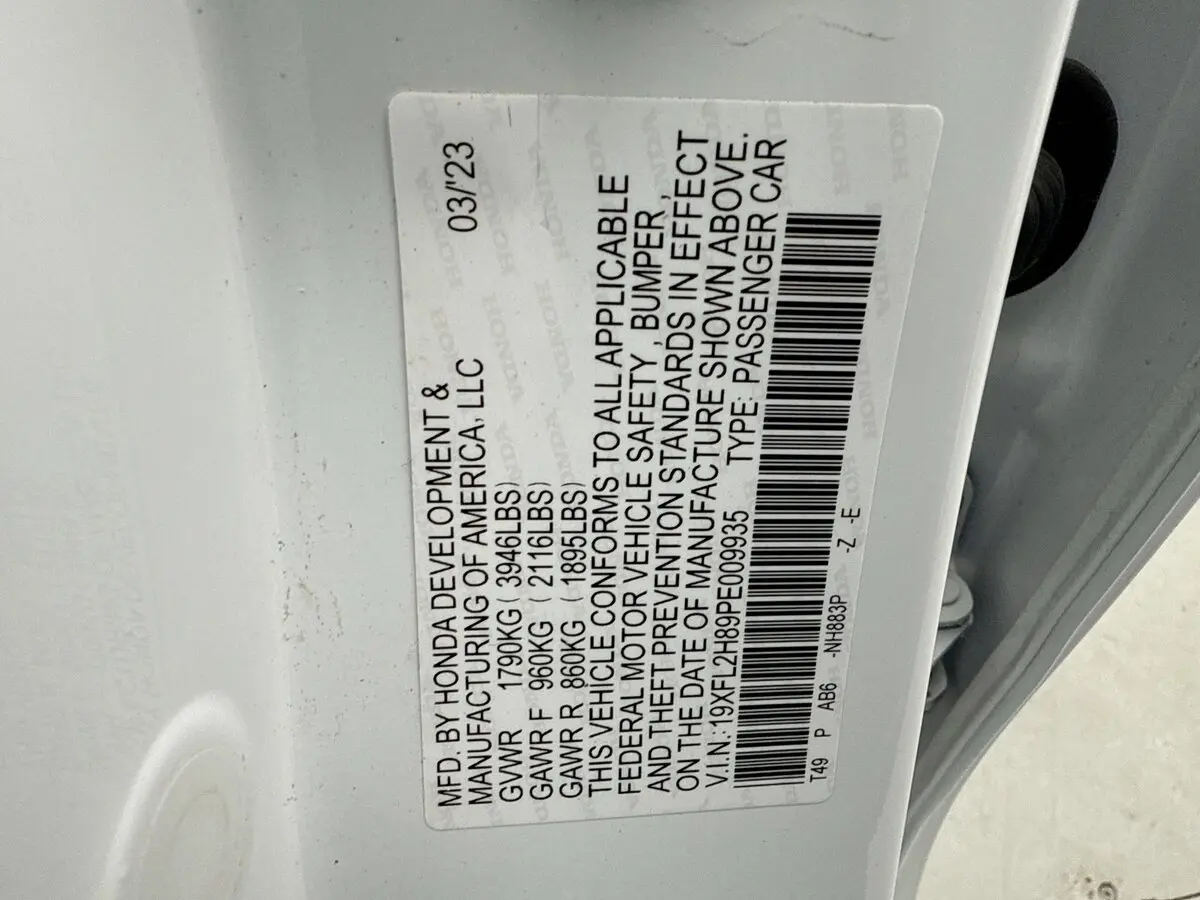 MFD. BY HONDA DEVELOPMENT & 03/'23
MANUFACTURING OF AMERICA, LLC
GVWR 1790KG ( 3946LBS)
GAWR F 960KG ( 2116LBS)
GAWR R 860KG ( 1895LBS)
THIS VEHICLE CONFORMS TO ALL APPLICABLE
FEDERAL MOTOR VEHICLE SAFETY , BUMPER ,
AND THEFT PREVENTION STANDARDS IN EFFECT
ON THE DATE OF MANUFACTURE SHOWN ABOVE.
V.I.N.:19XFL2H89PE009935 TYPE: PASSENGER CAR
T49 P AB6 -NH883P -Z -E